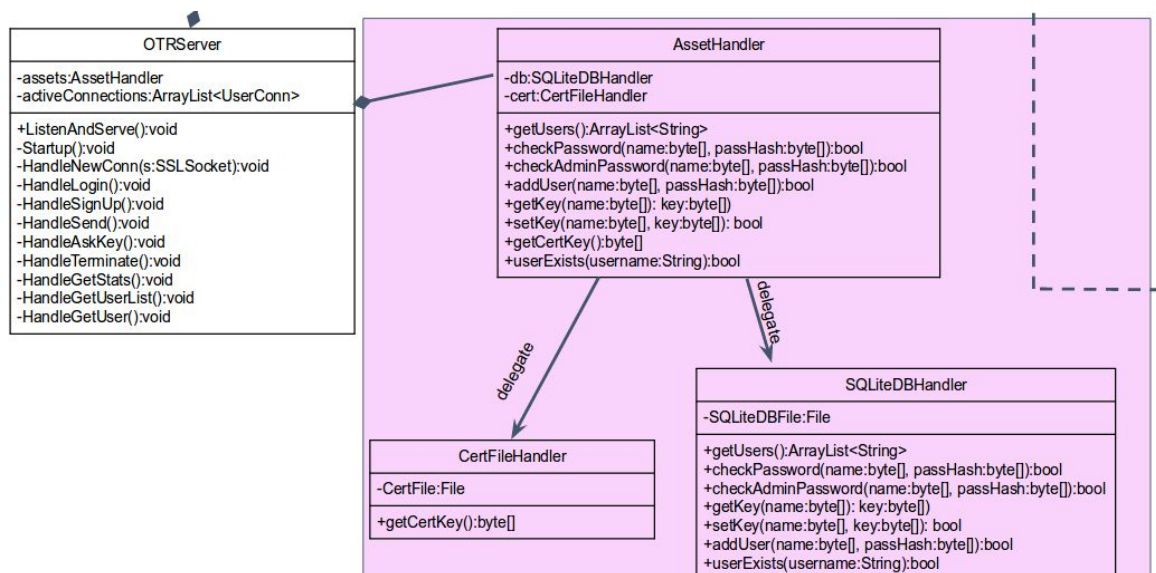 OTRServer
-assets:AssetHandler
-activeConnections:ArrayList<UserConn>
+ListenAndServe():void
-Startup():void
-HandleNewConn(s:SSLSocket):void
-HandleLogin():void
-HandleSignUp():void
-HandleSend():void
-HandleAskKey():void
-HandleTerminate():void
-HandleGetStats():void
-HandleGetUserList():void
-HandleGetUser():void
AssetHandler
-db:SQLiteDBHandler
-cert:CertFileHandler
+getUsers():ArrayList<String>
+checkPassword(name:byte[], passHash:byte[]):bool
+checkAdminPassword(name:byte[], passHash:byte[]):bool
+addUser(name:byte[], passHash:byte[]):bool
+getKey(name:byte[]): key:byte[])
+setKey(name:byte[], key:byte[]): bool
+getCertKey():byte[]
+userExists(username:String):bool
delegate
delegate
CertFileHandler
-CertFile:File
+getCertKey():byte[]
SQLiteDBHandler
-SQLiteDBFile:File
+getUsers():ArrayList<String>
+checkPassword(name:byte[], passHash:byte[]):bool
+checkAdminPassword(name:byte[], passHash:byte[]):bool
+getKey(name:byte[]): key:byte[])
+setKey(name:byte[], key:byte[]): bool
+addUser(name:byte[], passHash:byte[]):bool
+userExists(username:String):bool